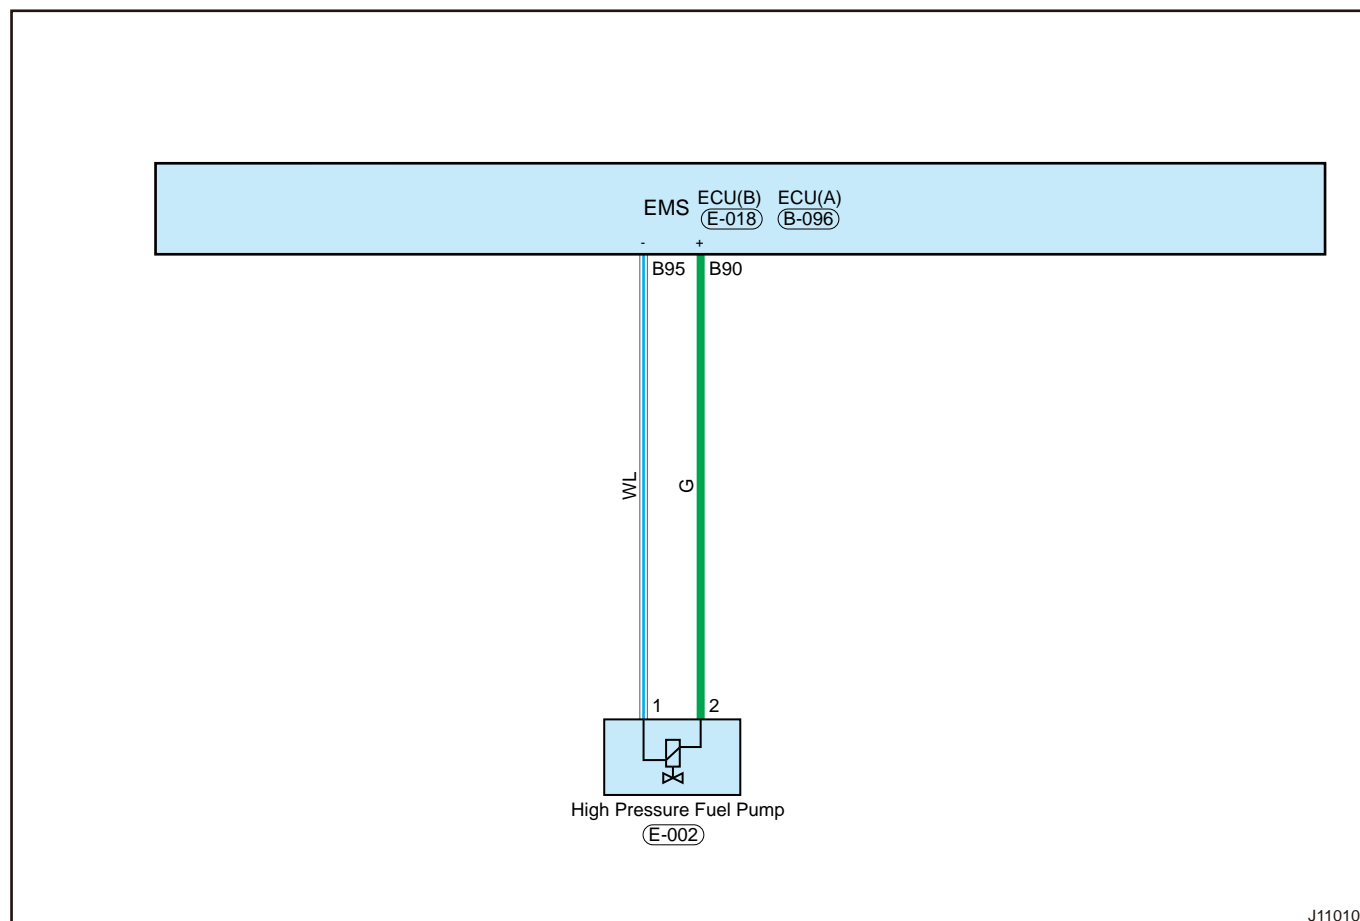 EMS ECU(B) ECU(A)
E-018 B-096
- +
B95 B90
WL G
1 2
High Pressure Fuel Pump
E-002
J11010